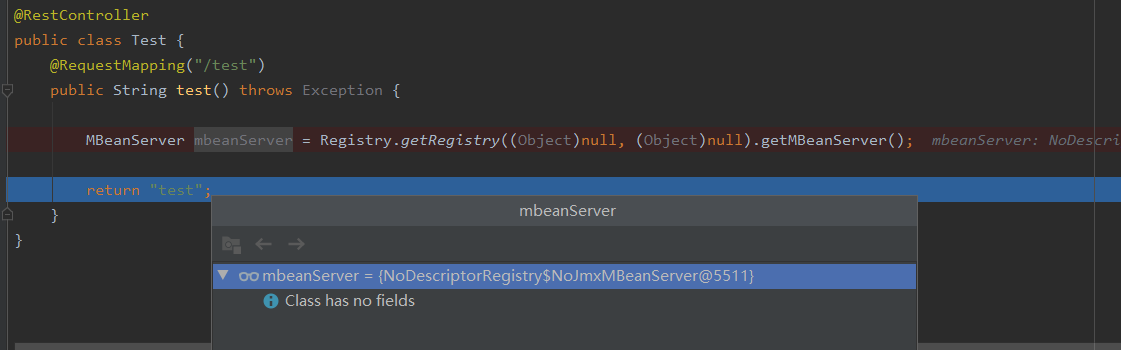 @RestController
public class Test {
@RequestMapping("/test")
public String test() throws Exception {
MBeanServer mbeanServer = Registry.getRegistry((Object)null, (Object)null).getMBeanServer(); mbeanServer: NoDescri
return "test";
}
}
mbeanServer
mbeanServer = {NoDescriptorRegistry$NoJmxMBeanServer@5511}
Class has no fields